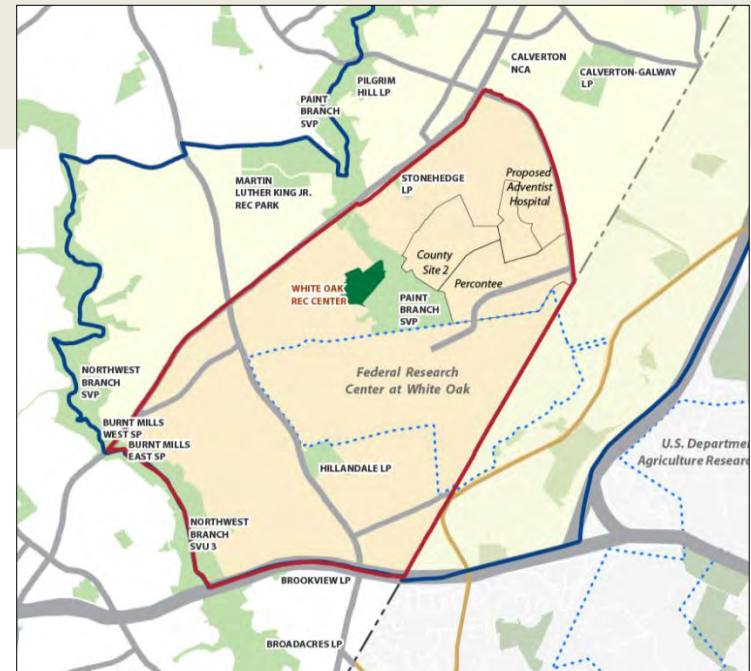 CALVERTON
NCA
CALVERTON-GALWAY
LP
PILGRIM
HILL LP
PAINT
BRANCH
SVP
MARTIN
LUTHER KING JR.
REC PARK
STONEHEDGE
LP
Proposed
Adventist
Hospital
County
Site 2
Percontee
WHITE OAK
REC CENTER
PAINT
BRANCH
SVP
NORTHWEST
BRANCH
SVP
Federal Research
Center at White Oak
BURNT MILLS
WEST SP
BURNT MILLS
EAST SP
U.S. Departme
Agriculture Resear
HILLANDALE LP
NORTHWEST
BRANCH
SVU 3
BROOKVIEW LP
BROADACRES LP